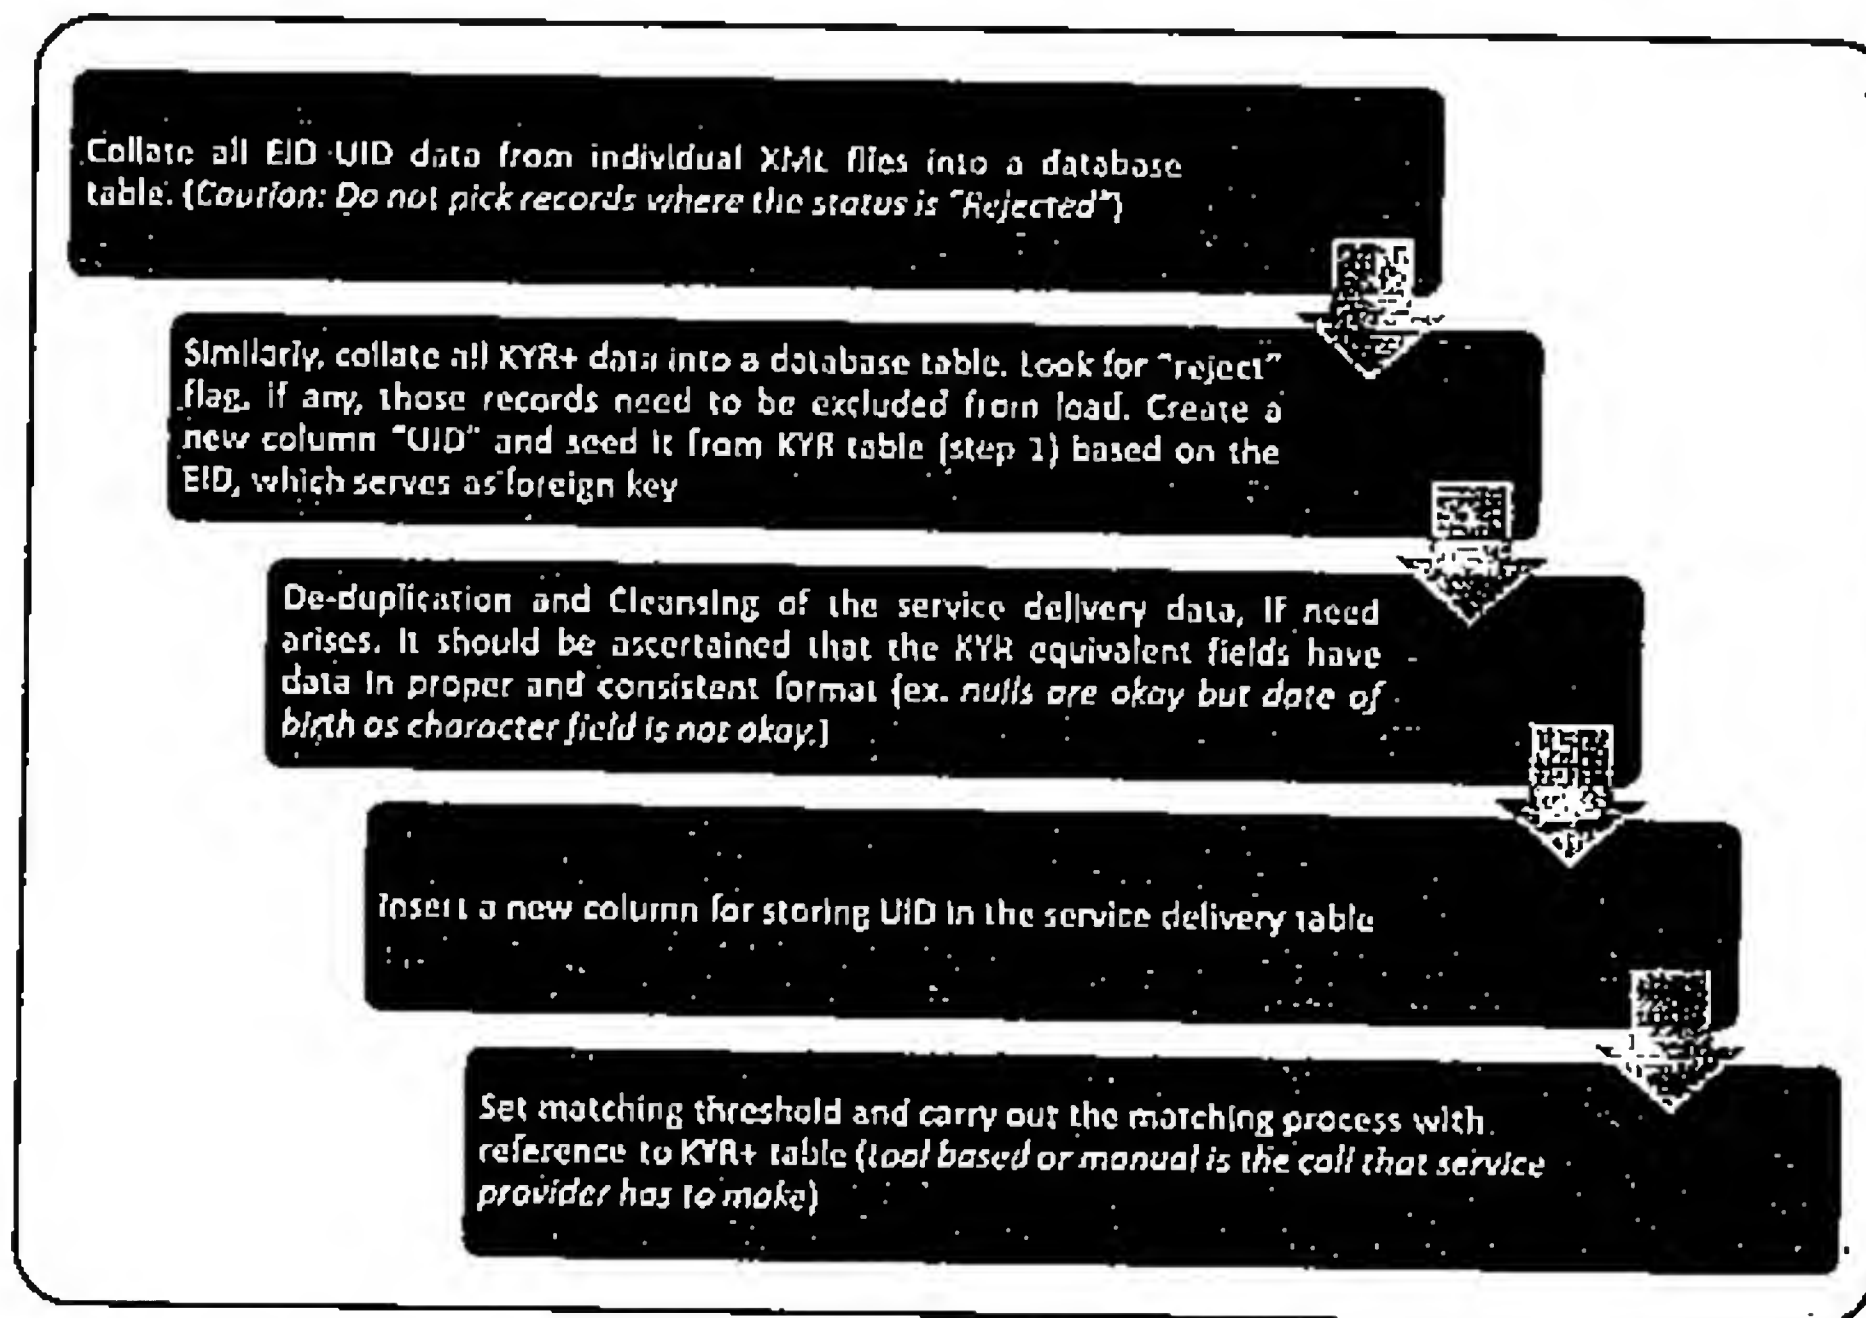 Collate all EID-UID data from individual XML files into a database
table. (Caution: Do not pick records where the status is "Rejected")
Similarly, collate all KYR+ data into a database table. Look for "reject"
flag, if any, those records need to be excluded from load. Create a
new column "UID" and seed it from KYR table (step 1) based on the
EID, which serves as foreign key
De-duplication and Cleansing of the service delivery data, if need
arises. It should be ascertained that the KYR equivalent fields have
data in proper and consistent format (ex. nulls are okay but date of
birth as character field is not okay.)
Insert a new column for storing UID in the service delivery table
Set matching threshold and carry out the matching process with
reference to KYR+ table (tool based or manual is the call that service
provider has to make)